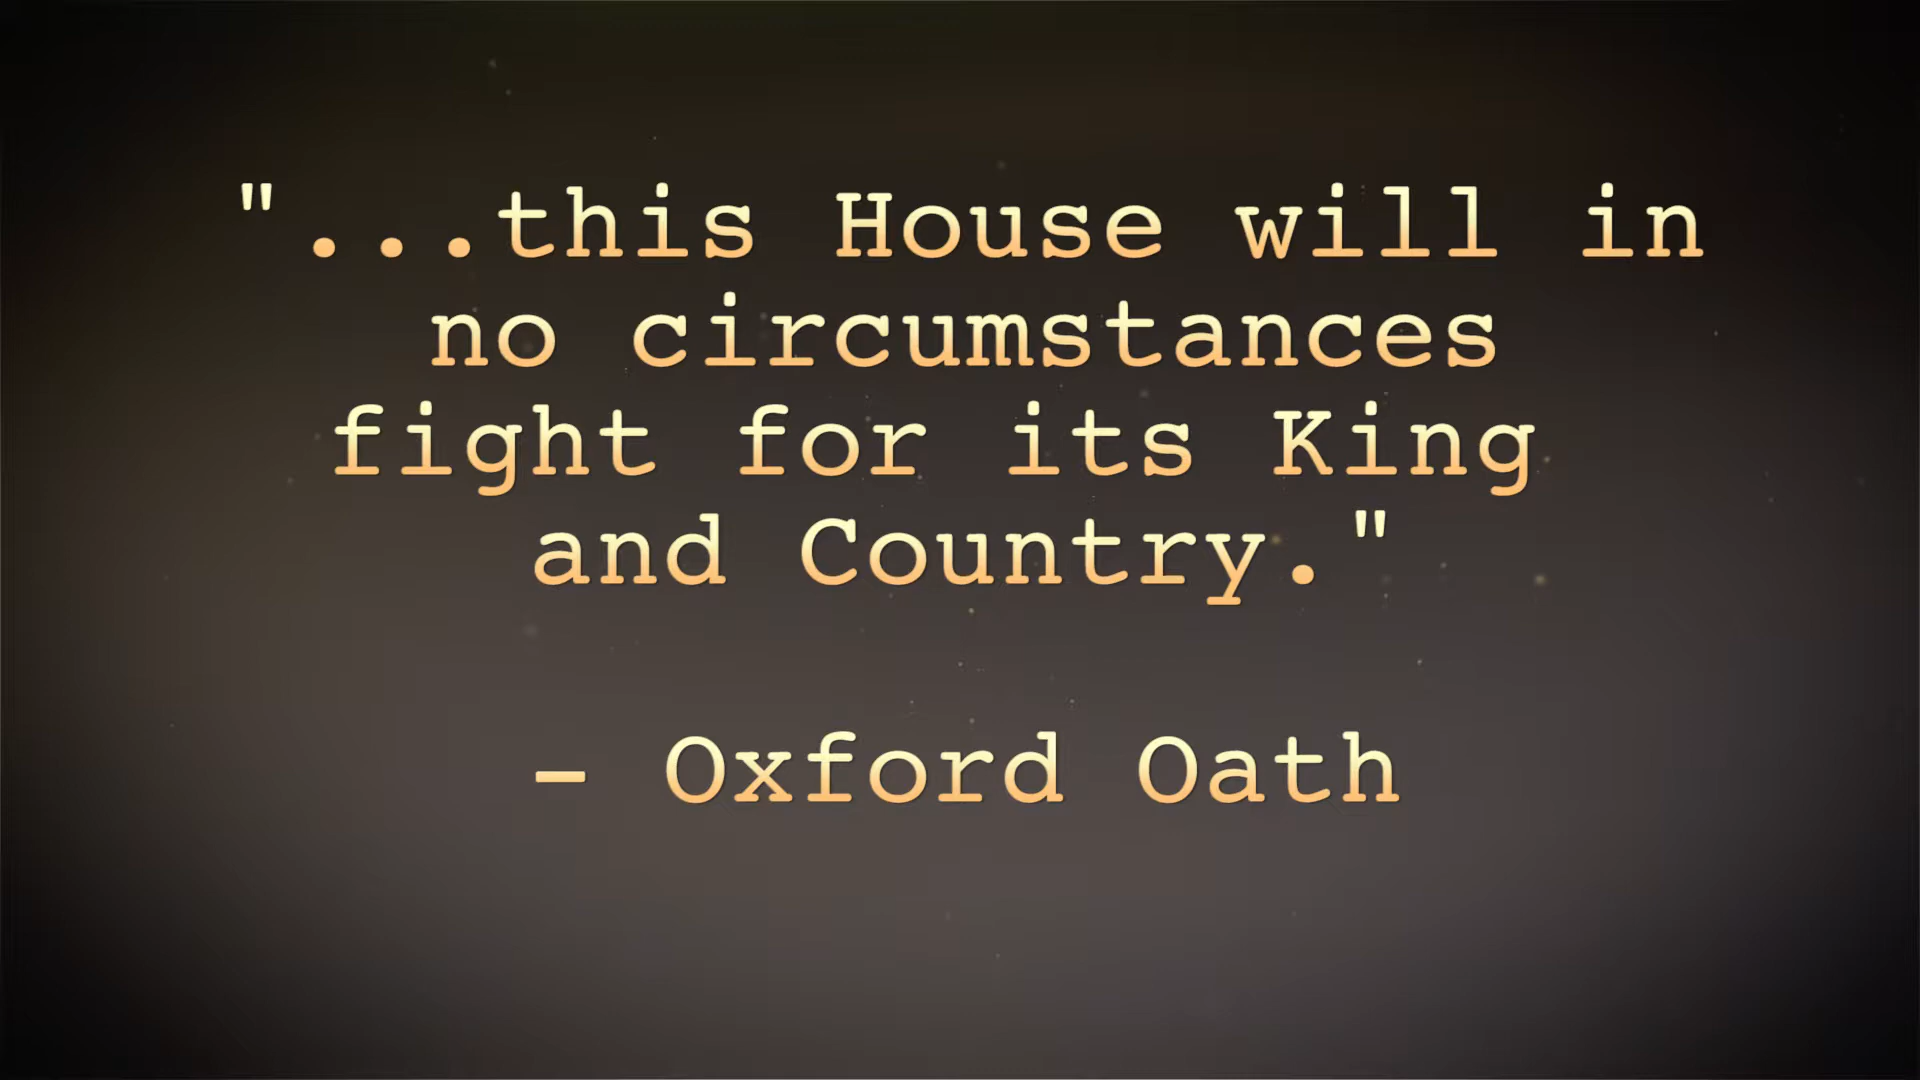 "...this House will in
no circumstances
fight for its King
and Country."
- Oxford Oath